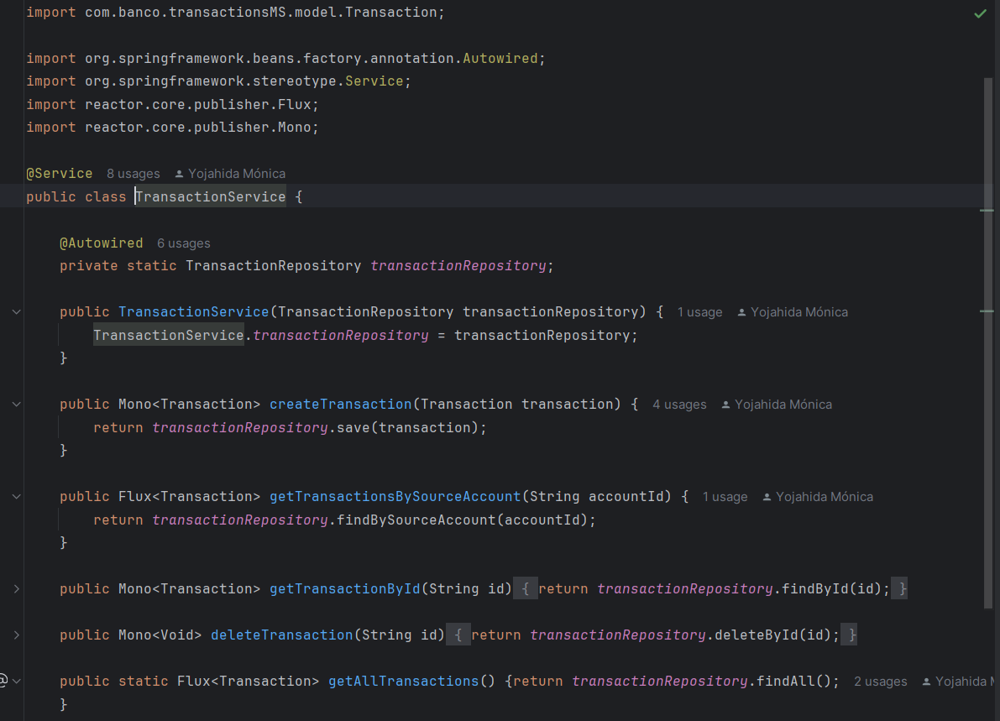 import com.banco.transactionsMS.model.Transaction;
import org.springframework.beans.factory.annotation.Autowired;
import org.springframework.stereotype.Service;
import reactor.core.publisher.Flux;
import reactor.core.publisher.Mono;
@Service 8 usages Yojahida Mónica
public class TransactionService {
@Autowired 6 usages
private static TransactionRepository transactionRepository;
public TransactionService(TransactionRepository transactionRepository) { 1 usage Yojahida Mónica
TransactionService.transactionRepository = transactionRepository;
}
public Mono<Transaction> createTransaction(Transaction transaction) { 4 usages Yojahida Mónica
return transactionRepository.save(transaction);
}
public Flux<Transaction> getTransactionsBySourceAccount(String accountId) { 1 usage Yojahida Mónica
return transactionRepository.findBySourceAccount(accountId);
}
public Mono<Transaction> getTransactionById(String id) { return transactionRepository.findById(id); }
public Mono<Void> deleteTransaction(String id) { return transactionRepository.deleteById(id); }
@ public static Flux<Transaction> getAllTransactions() {return transactionRepository.findAll(); 2 usages Yojahida
}